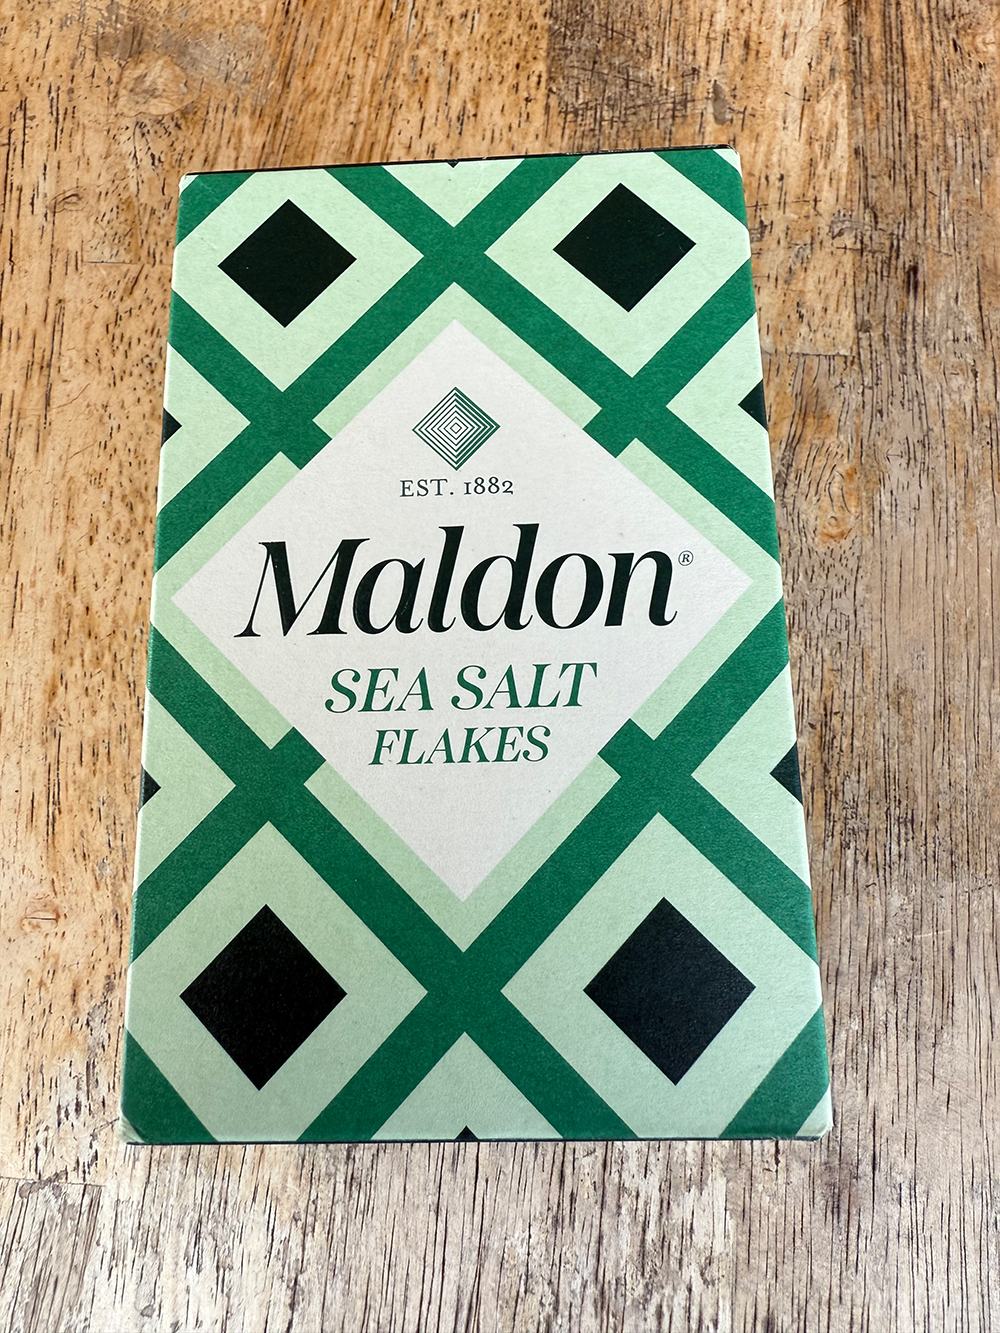 EST. 1882
Maldon®
SEA SALT
FLAKES